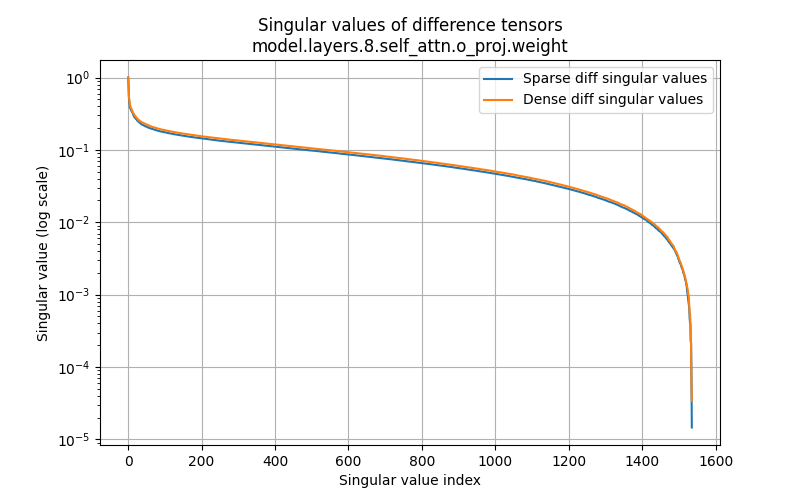 Singular values of difference tensors
model.layers.8.self_attn.o_proj.weight
Sparse diff singular values
Dense diff singular values
Singular value (log scale)
10⁰
10⁻¹
10⁻²
10⁻³
10⁻⁴
10⁻⁵
0 200 400 600 800 1000 1200 1400 1600
Singular value index